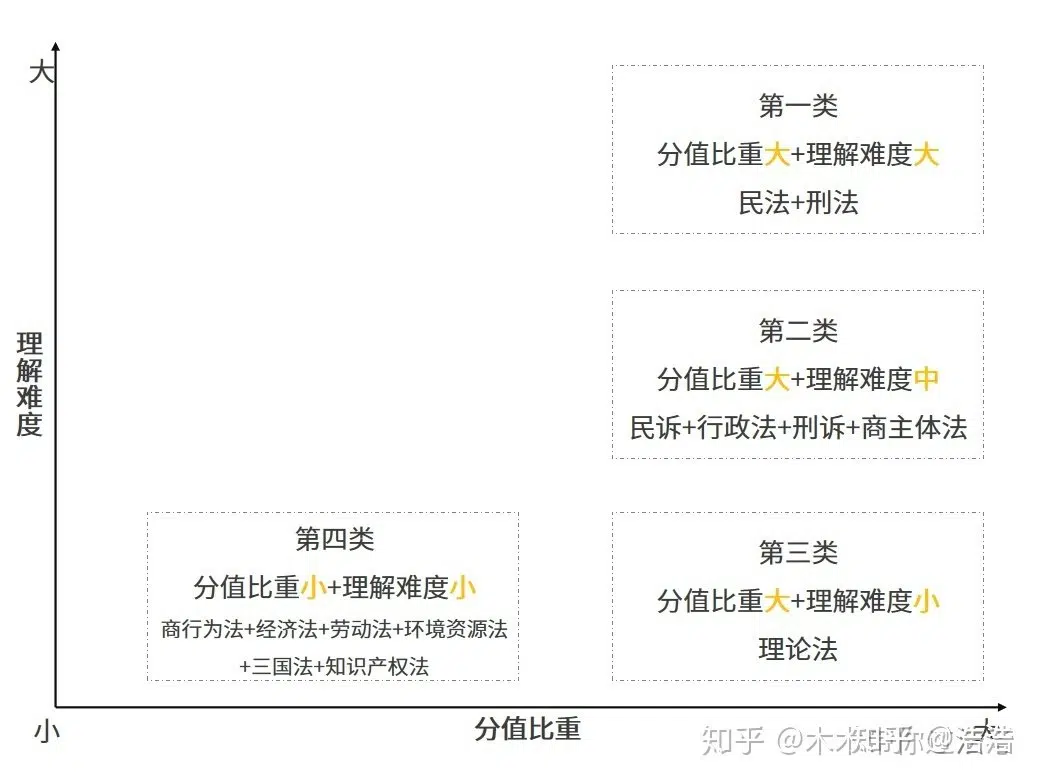 大
第一类
分值比重大+理解难度大
民法+刑法
理解难度
第二类
分值比重大+理解难度中
民诉+行政法+刑诉+商主体法
第四类
分值比重小+理解难度小
商行为法+经济法+劳动法+环境资源法
+三国法+知识产权法
第三类
分值比重大+理解难度小
理论法
小
分值比重
大
知乎 @木木
知乎 @浩浩